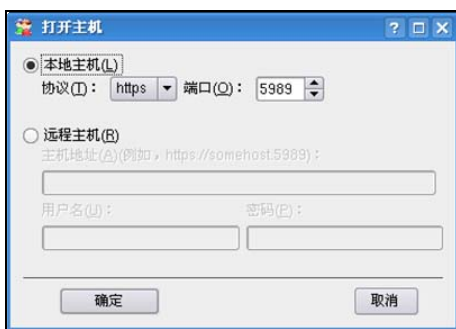 打开主机
本地主机(L)
协议(T)： https 端口(O)： 5989
远程主机(R)
主机地址(A)(例如，https://somehost:5989)：
用户名(U)： 密码(P)：
确定 取消